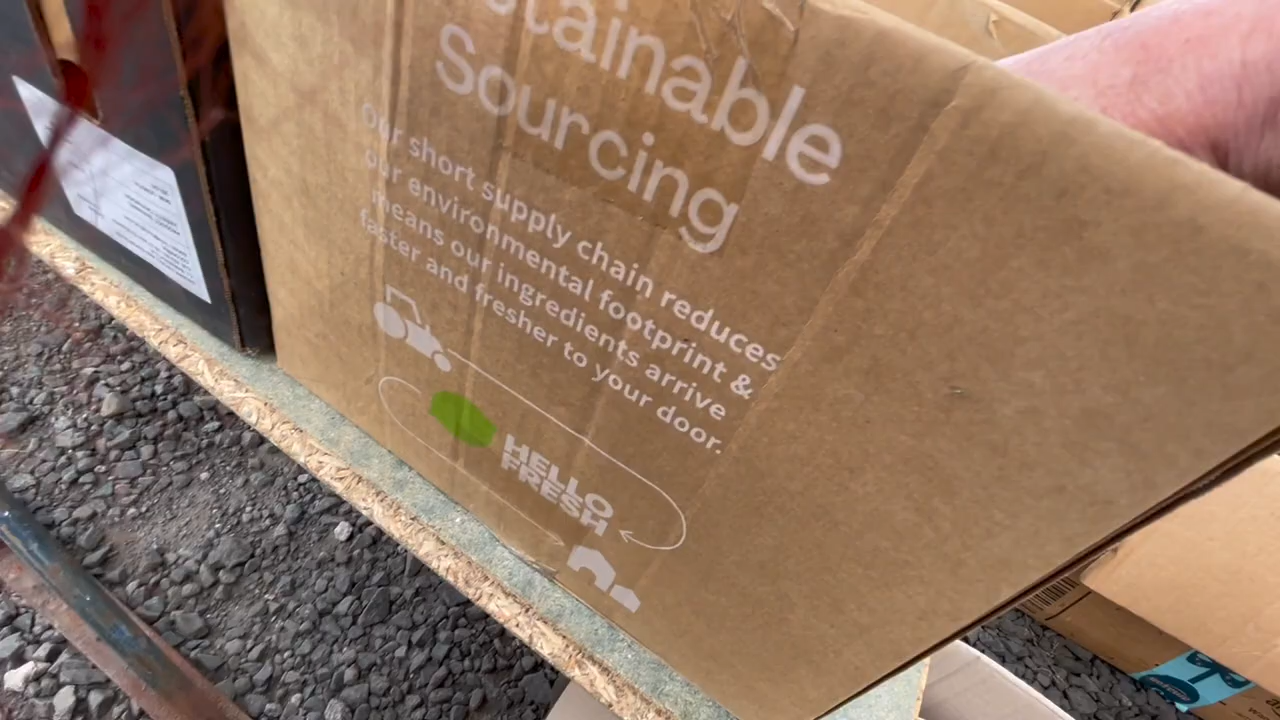 stainable
Sourcing
Our short supply chain reduces
our environmental footprint &
means our ingredients arrive
faster and fresher to your door.
HELLO
FRESH